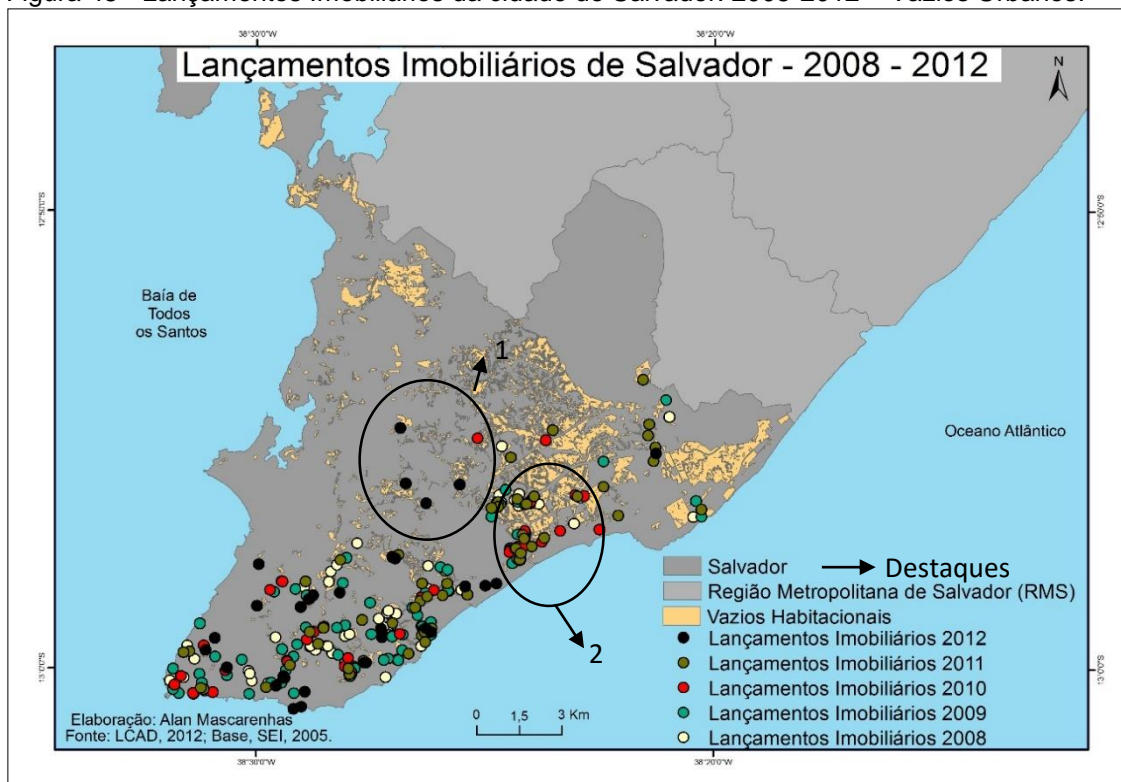 Figura 43 - Lançamentos Imobiliários da cidade de Salvador: 2008-2012 – Vazios Urbanos.
38°30'0"W
38°20'0"W
Lançamentos Imobiliários de Salvador - 2008 - 2012
N
12°50'0"S
12°50'0"S
Baía de
Todos
os Santos
1
Oceano Atlântico
Salvador
Destaques
Região Metropolitana de Salvador (RMS)
Vazios Habitacionais
2
Lançamentos Imobiliários 2012
Lançamentos Imobiliários 2011
Lançamentos Imobiliários 2010
Lançamentos Imobiliários 2009
Lançamentos Imobiliários 2008
13°0'0"S
13°0'0"S
Elaboração: Alan Mascarenhas
Fonte: LCAD, 2012; Base, SEI, 2005.
0 1,5 3 Km
38°30'0"W
38°20'0"W